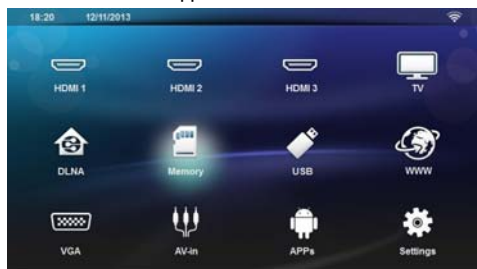 18:20 12/11/2013
HDMI 1 HDMI 2 HDMI 3 TV
DLNA Memory USB WWW
VGA AV-in APPs Settings